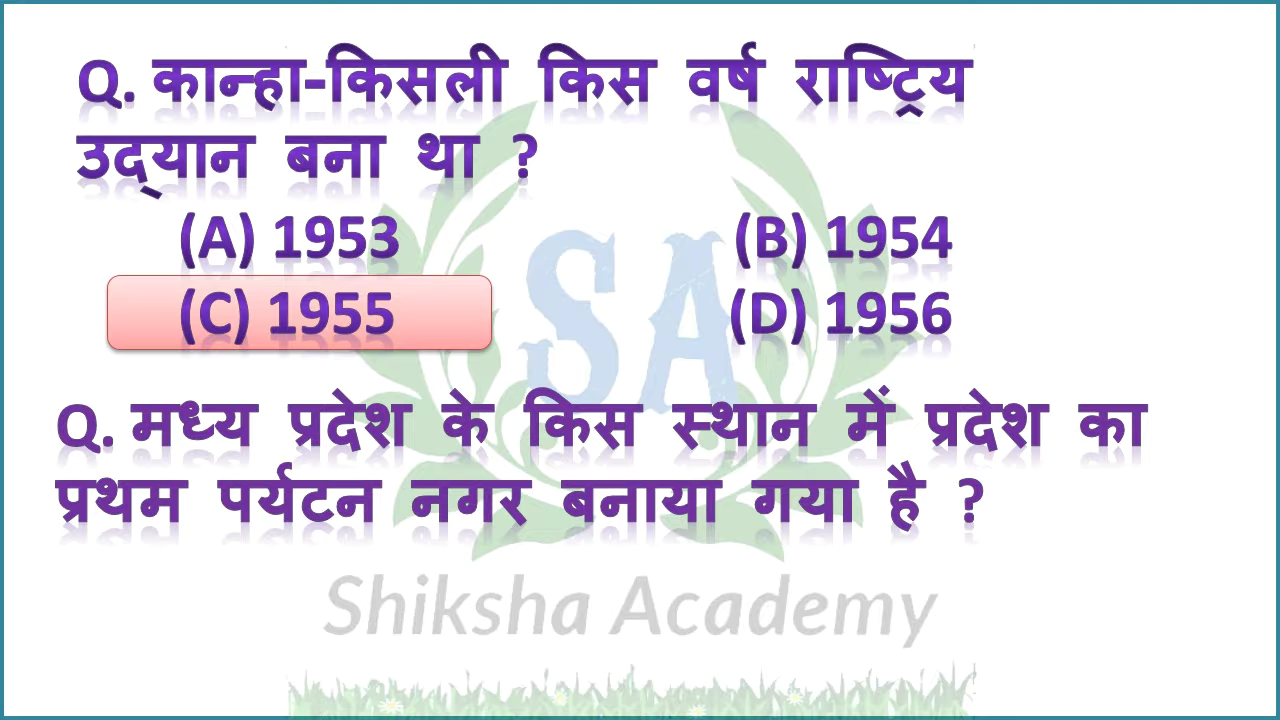 Q. कान्हा-किसली किस वर्ष राष्ट्रिय
उद्यान बना था ?
(A) 1953 (B) 1954
(C) 1955 (D) 1956
Q. मध्य प्रदेश के किस स्थान में प्रदेश का
प्रथम पर्यटन नगर बनाया गया है ?
SA
Shiksha Academy